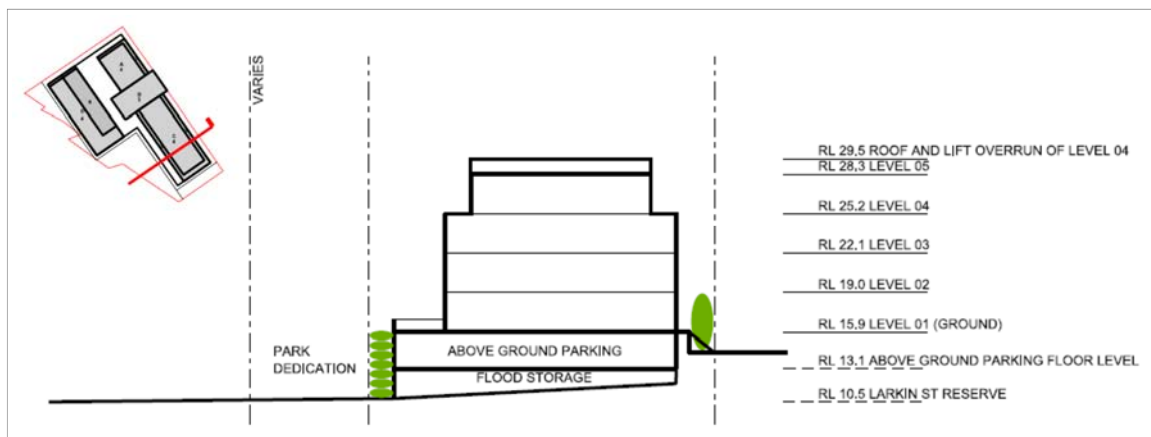 VARIES
PARK
DEDICATION
ABOVE GROUND PARKING
FLOOD STORAGE
RL 29,5 ROOF AND LIFT OVERRUN OF LEVEL 04
RL 28,3 LEVEL 05
RL 25.2 LEVEL 04
RL 22,1 LEVEL 03
RL 19.0 LEVEL 02
RL 15,9 LEVEL 01 (GROUND)
RL 13.1 ABOVE GROUND PARKING FLOOR LEVEL
RL 10.5 LARKIN ST RESERVE